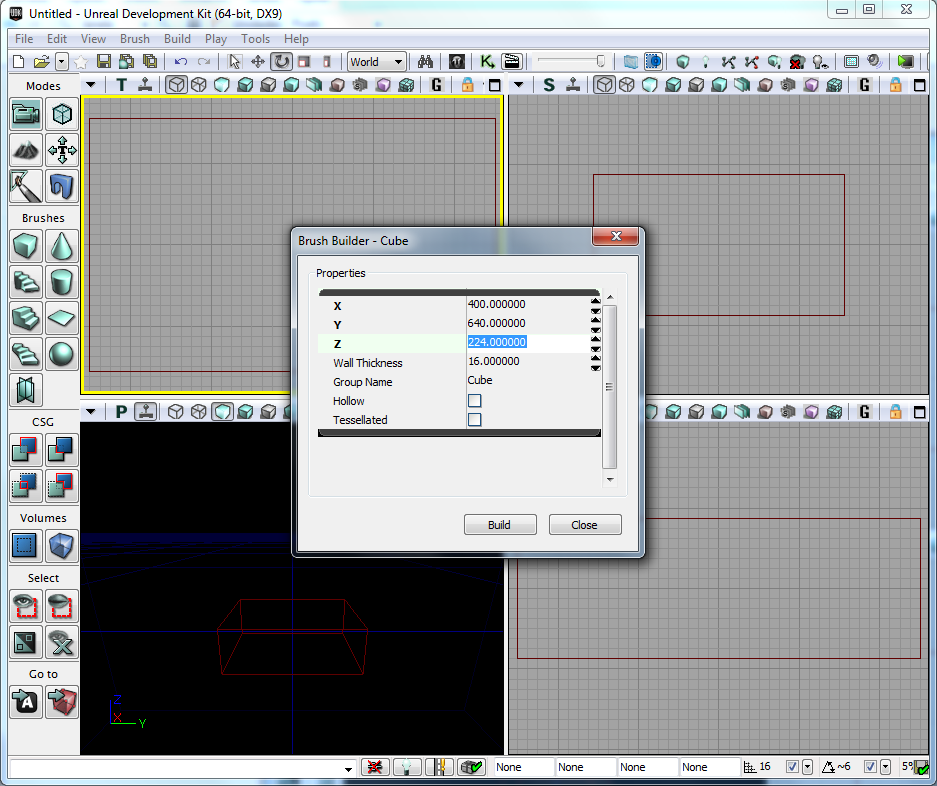 UDK Untitled - Unreal Development Kit (64-bit, DX9)
File Edit View Brush Build Play Tools Help
World
Modes
T
G
S
G
Brushes
Brush Builder - Cube
Properties
X 400.000000
Y 640.000000
Z 224.000000
Wall Thickness 16.000000
Group Name Cube
Hollow
Tessellated
Build Close
P
G
CSG
Volumes
Select
Go to
A
Z
X
Y
None None None None 16 ~6 5°